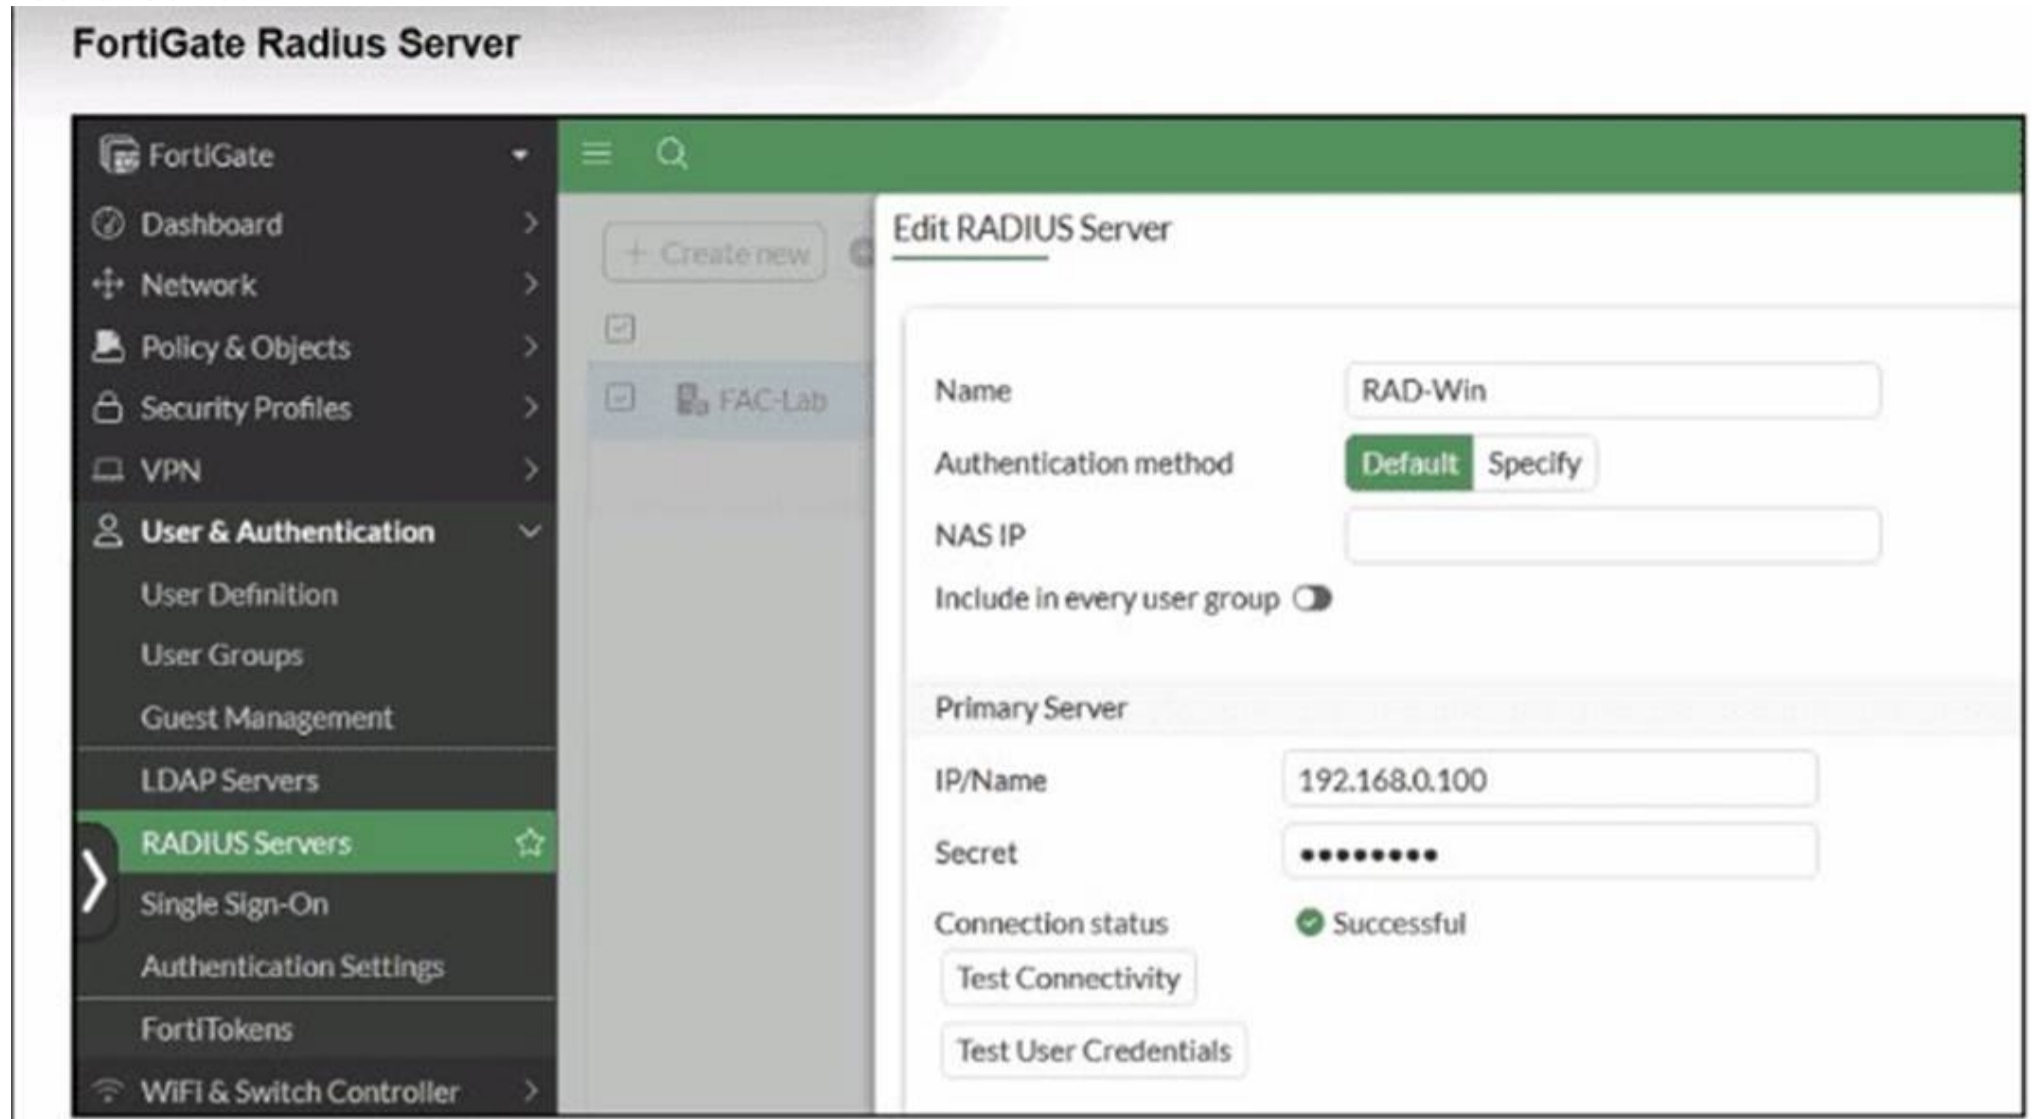 FortiGate Radius Server
FortiGate
Dashboard
Network
Policy & Objects
Security Profiles
VPN
User & Authentication
User Definition
User Groups
Guest Management
LDAP Servers
RADIUS Servers
Single Sign-On
Authentication Settings
FortiTokens
WiFi & Switch Controller
+ Create new
FAC-Lab
Edit RADIUS Server
Name RAD-Win
Authentication method Default Specify
NAS IP
Include in every user group
Primary Server
IP/Name 192.168.0.100
Secret ••••••••
Connection status Successful
Test Connectivity
Test User Credentials